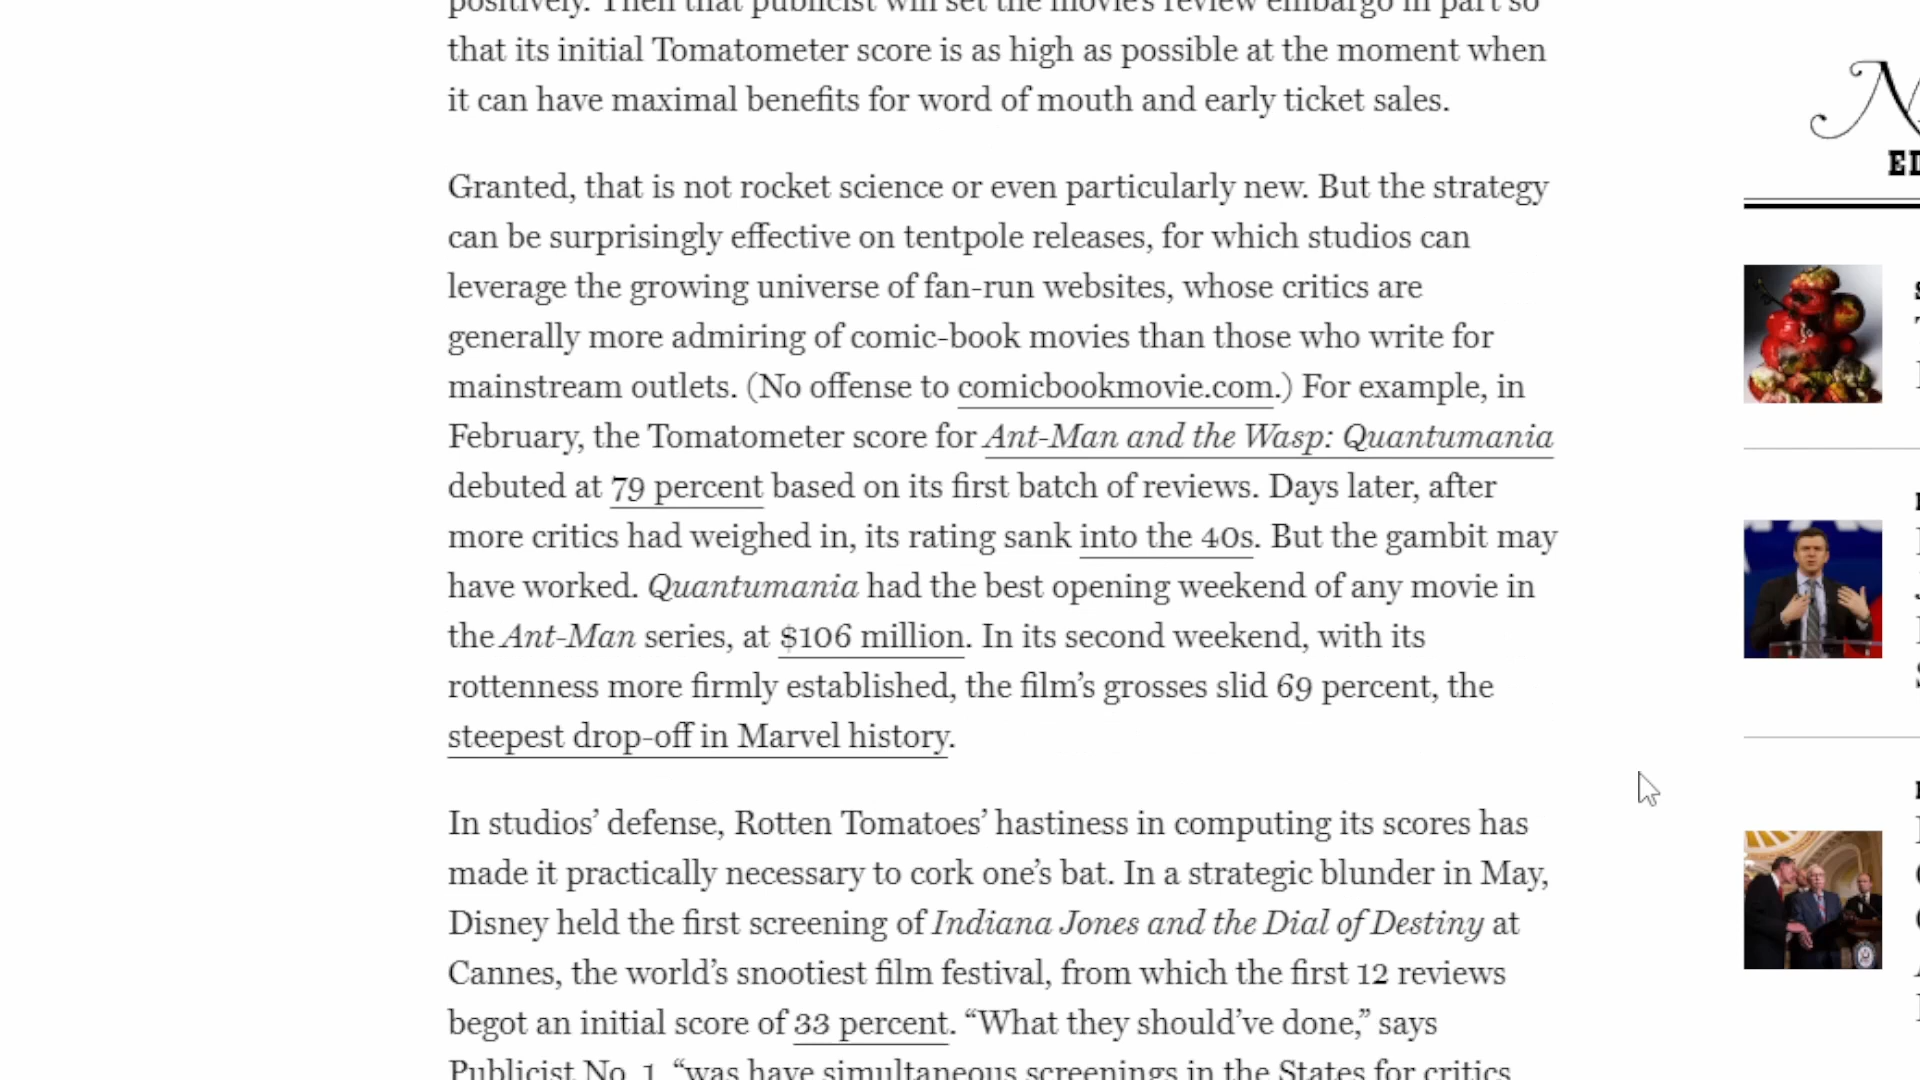 positively. Then that publicist will set the movie's review embargo in part so
that its initial Tomatometer score is as high as possible at the moment when
it can have maximal benefits for word of mouth and early ticket sales.
Granted, that is not rocket science or even particularly new. But the strategy
can be surprisingly effective on tentpole releases, for which studios can
leverage the growing universe of fan-run websites, whose critics are
generally more admiring of comic-book movies than those who write for
mainstream outlets. (No offense to comicbookmovie.com.) For example, in
February, the Tomatometer score for Ant-Man and the Wasp: Quantumania
debuted at 79 percent based on its first batch of reviews. Days later, after
more critics had weighed in, its rating sank into the 40s. But the gambit may
have worked. Quantumania had the best opening weekend of any movie in
the Ant-Man series, at $106 million. In its second weekend, with its
rottenness more firmly established, the film’s grosses slid 69 percent, the
steepest drop-off in Marvel history.
In studios’ defense, Rotten Tomatoes’ hastiness in computing its scores has
made it practically necessary to cork one’s bat. In a strategic blunder in May,
Disney held the first screening of Indiana Jones and the Dial of Destiny at
Cannes, the world’s snootiest film festival, from which the first 12 reviews
begot an initial score of 33 percent. “What they should’ve done,” says
Publicist No. 1, “was have simultaneous screenings in the States for critics